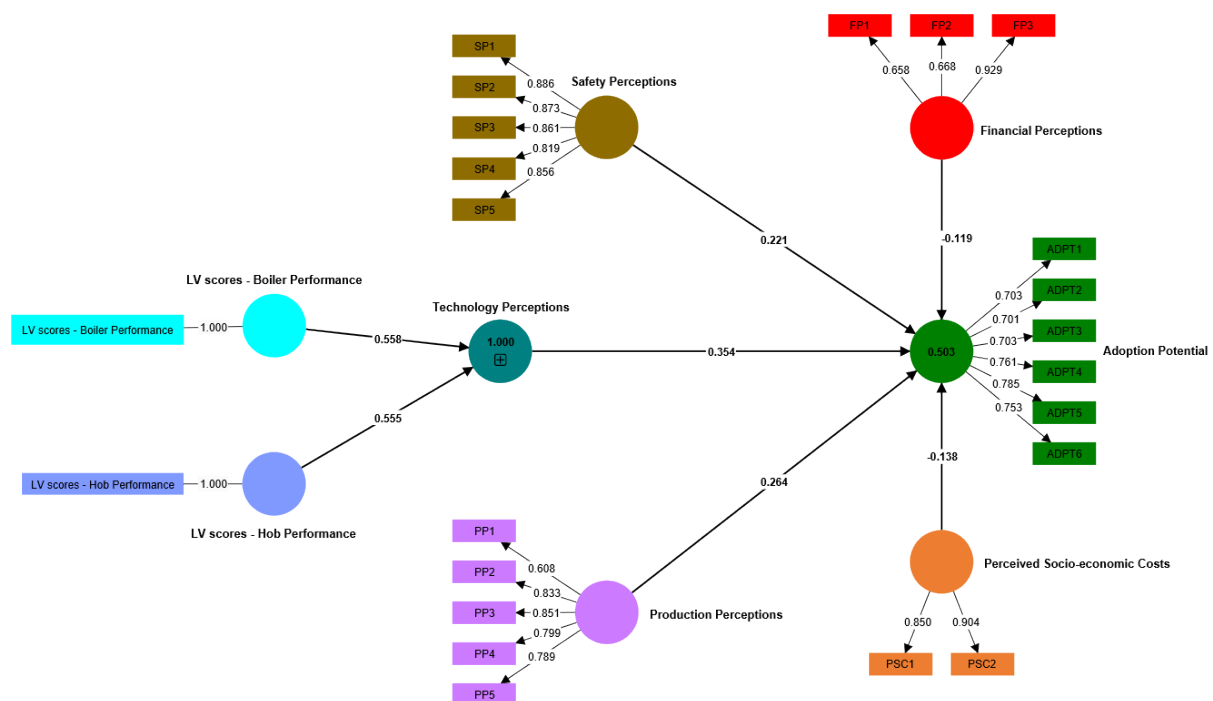 FP1
FP2
FP3
0.658
0.668
0.929
Financial Perceptions
SP1
SP2
SP3
SP4
SP5
0.886
0.873
0.861
0.819
0.856
Safety Perceptions
0.221
-0.119
LV scores - Boiler Performance
LV scores - Boiler Performance
1.000
0.558
Technology Perceptions
1.000
0.354
0.503
ADPT1
ADPT2
ADPT3
ADPT4
ADPT5
ADPT6
0.703
0.701
0.703
0.761
0.785
0.753
Adoption Potential
0.555
LV scores - Hob Performance
1.000
LV scores - Hob Performance
0.264
-0.138
PP1
PP2
PP3
PP4
PP5
0.608
0.833
0.851
0.799
0.789
Production Perceptions
Perceived Socio-economic Costs
0.850
0.904
PSC1
PSC2